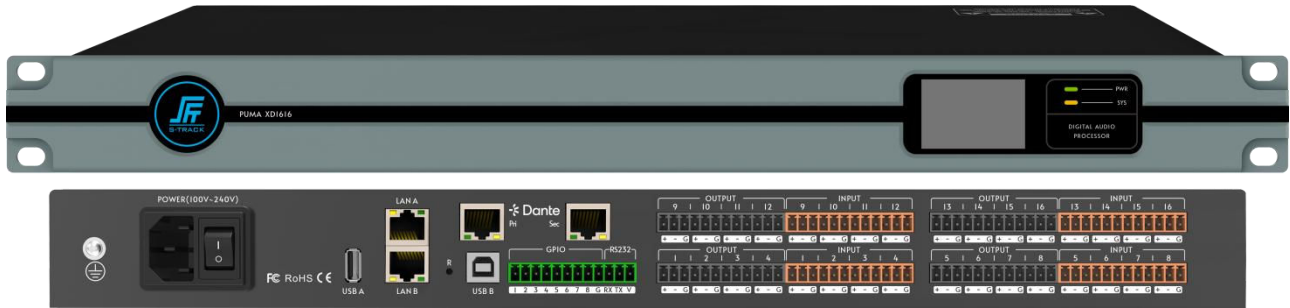 S-TRACK
PUMA XD1616
PWR
SYS
DIGITAL AUDIO
PROCESSOR
POWER(100V~240V)
I
O
FC RoHS CE
USB A
LAN A
LAN B
Dante
Pri Sec
R
USB B
GPIO RS232
1 2 3 4 5 6 7 8 G RX TX V
OUTPUT INPUT
9 | 10 | 11 | 12 9 | 10 | 11 | 12
+ - G + - G + - G + - G + - G + - G + - G + - G
OUTPUT INPUT
1 | 2 | 3 | 4 1 | 2 | 3 | 4
+ - G + - G + - G + - G + - G + - G + - G + - G
OUTPUT INPUT
13 | 14 | 15 | 16 13 | 14 | 15 | 16
+ - G + - G + - G + - G + - G + - G + - G + - G
OUTPUT INPUT
5 | 6 | 7 | 8 5 | 6 | 7 | 8
+ - G + - G + - G + - G + - G + - G + - G + - G